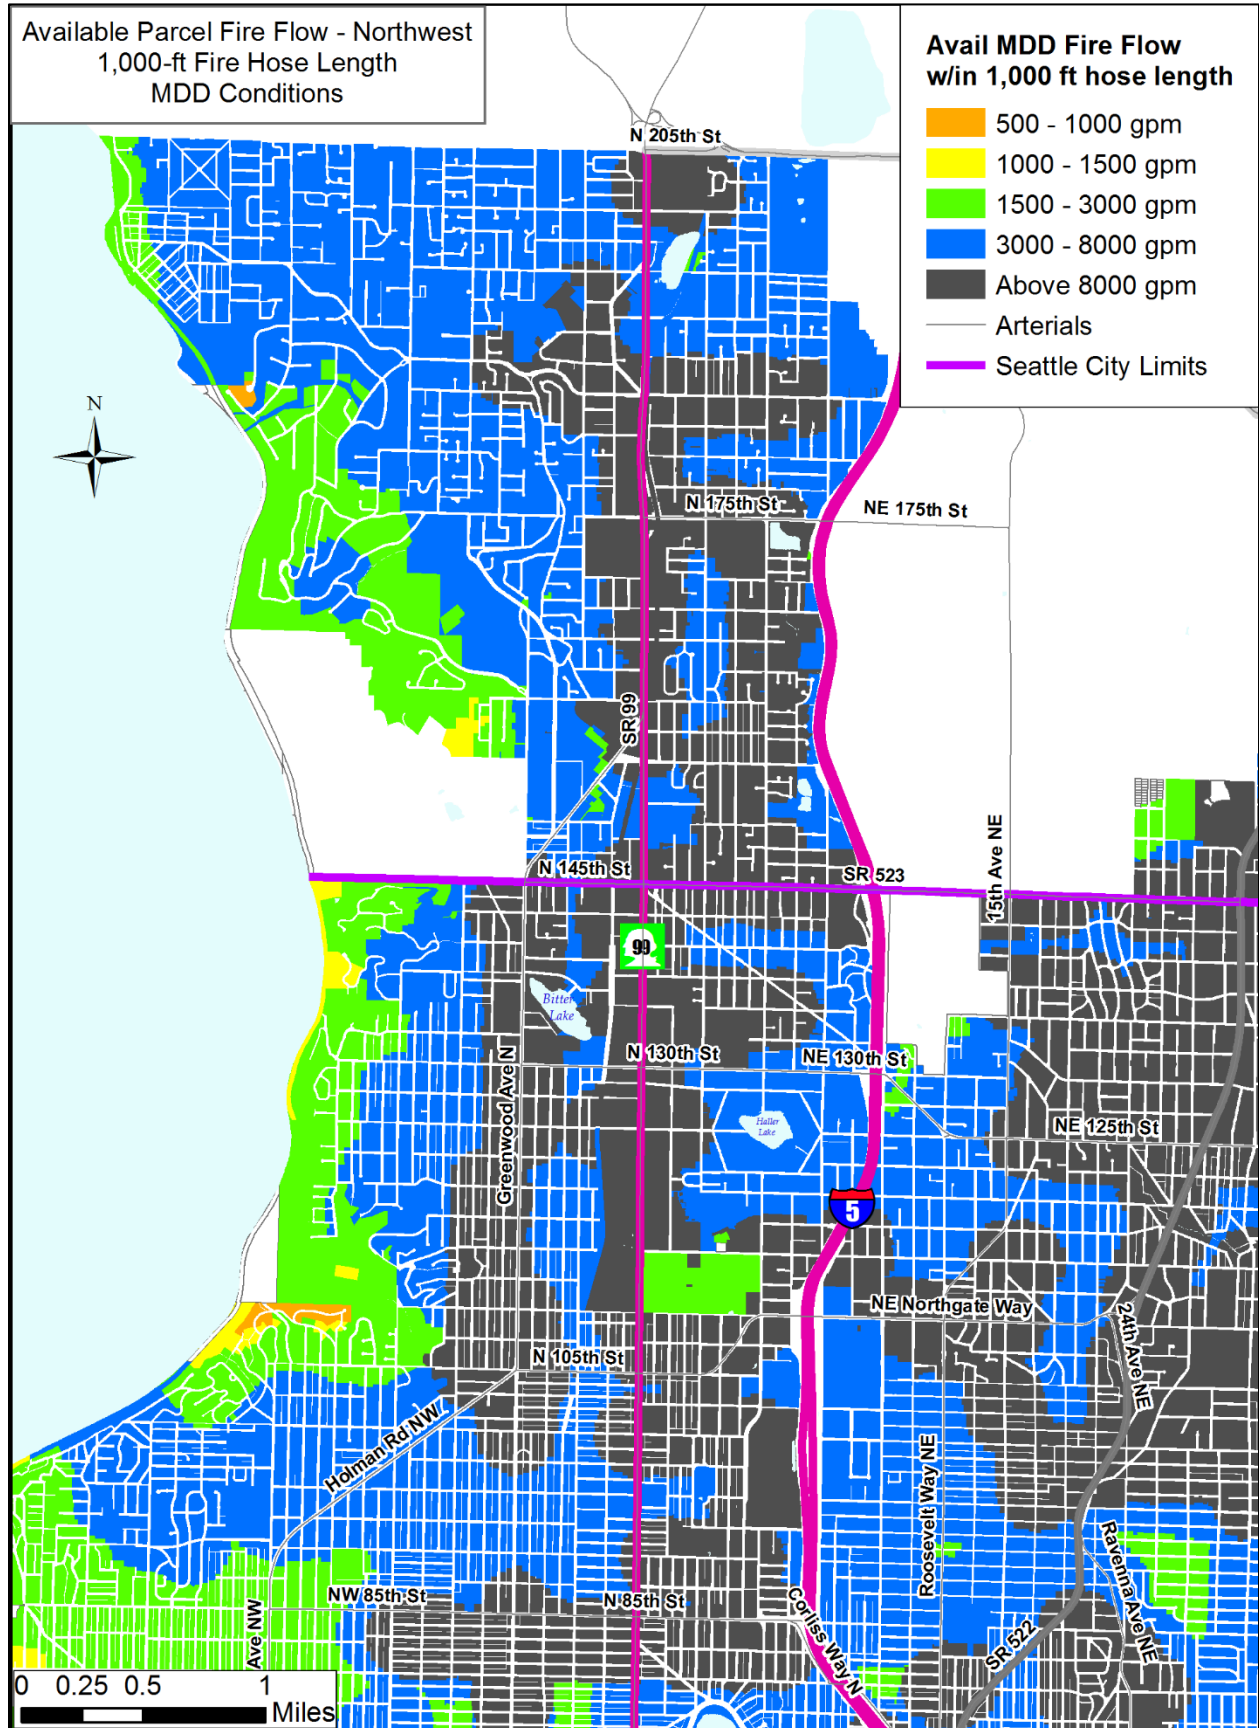 Available Parcel Fire Flow - Northwest
1,000-ft Fire Hose Length
MDD Conditions
Avail MDD Fire Flow
w/in 1,000 ft hose length
500 - 1000 gpm
1000 - 1500 gpm
1500 - 3000 gpm
3000 - 8000 gpm
Above 8000 gpm
Arterials
Seattle City Limits
N 205th St
N
N 175th St
NE 175th St
SR 99
15th Ave NE
N 145th St
SR 523
99
Bitter
Lake
N 130th St
NE 130th St
Haller
Lake
NE 125th St
Greenwood Ave N
5
NE Northgate Way
24th Ave NE
N 105th St
Holman Rd NW
Roosevelt Way NE
Ravenna Ave NE
NW 85th St
N 85th St
Corliss Way N
SR 522
Ave NW
0 0.25 0.5 1
Miles